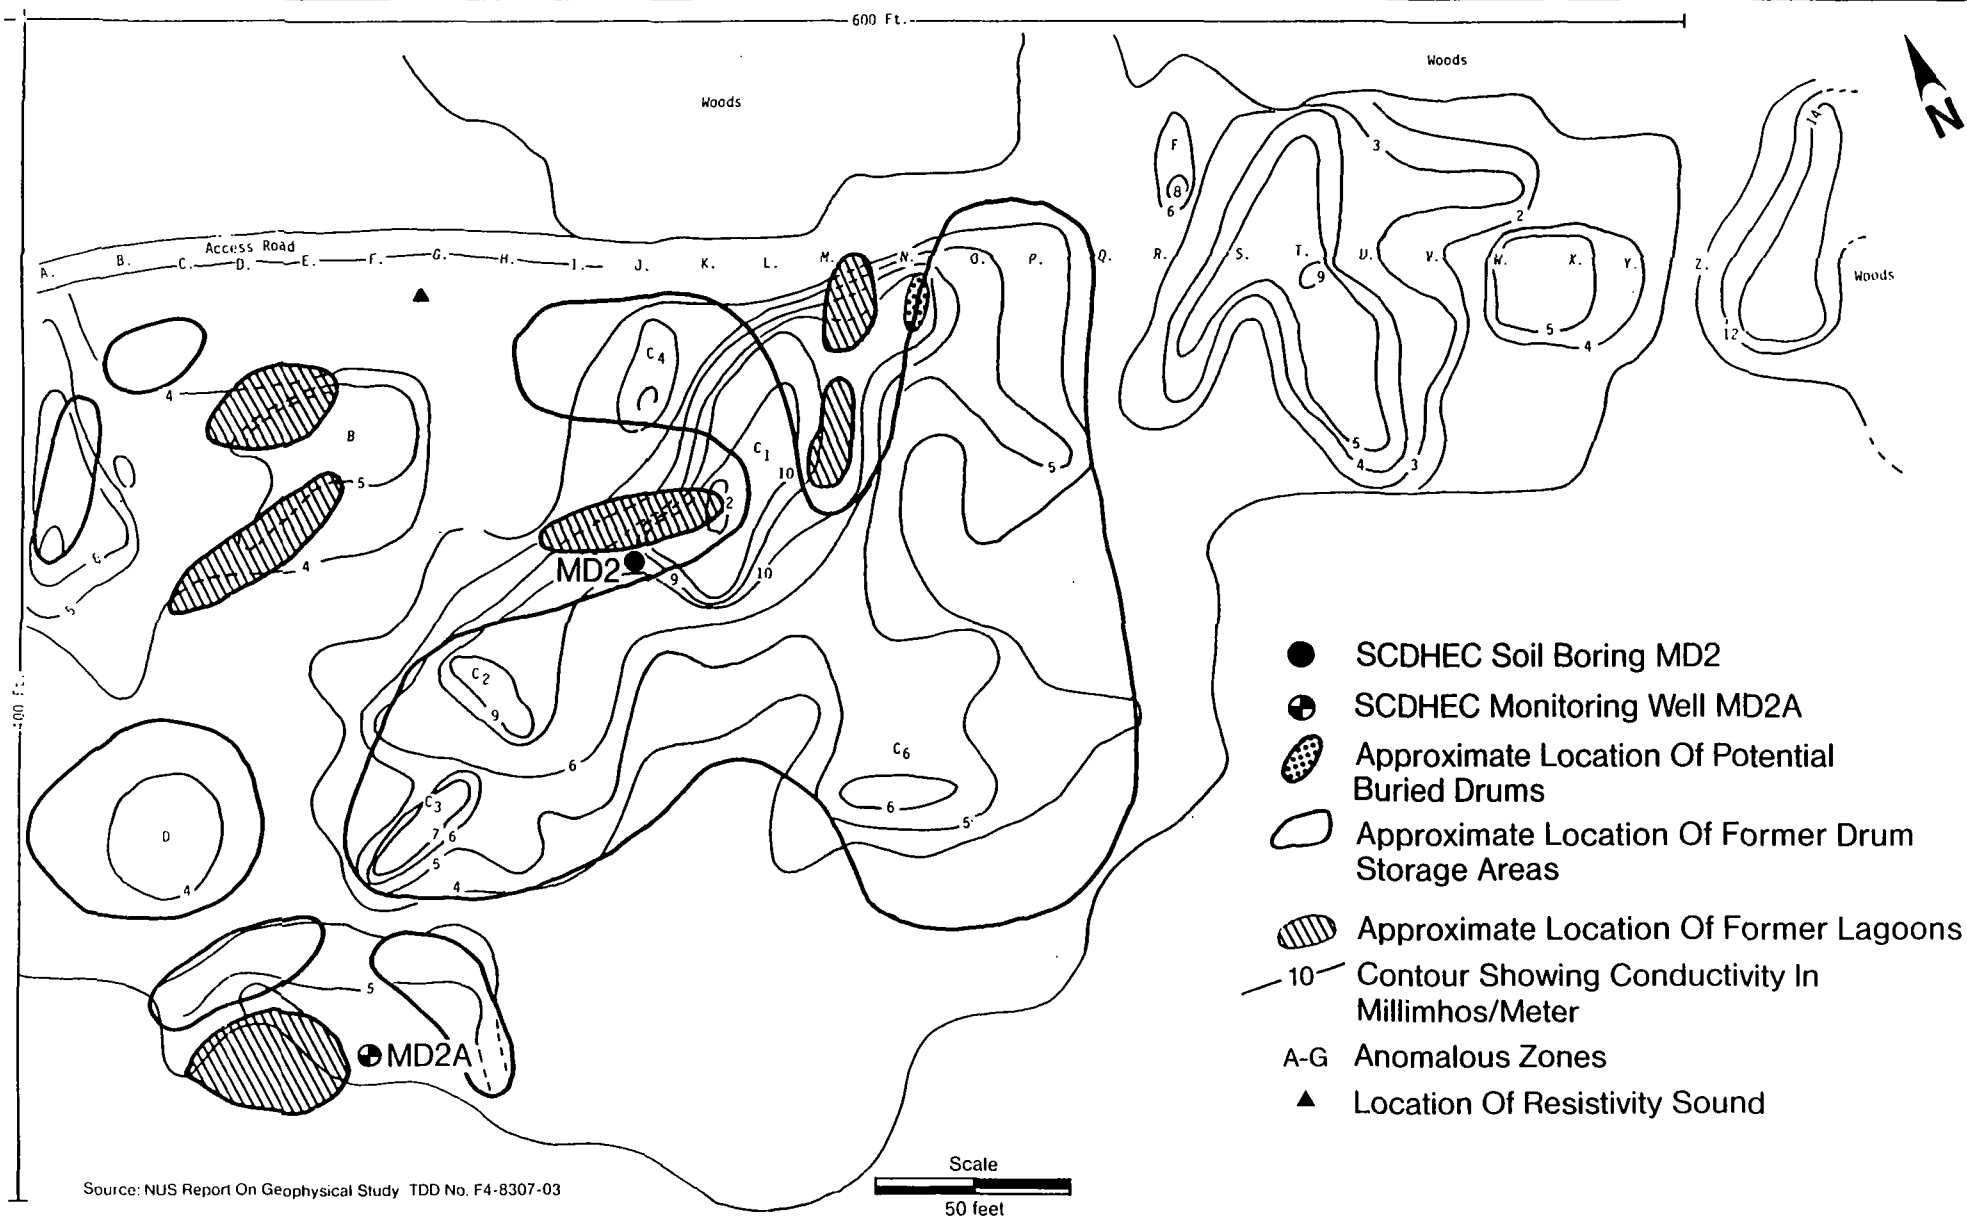 600 Ft.
Woods
Woods
N
Access Road
A. B. C. D. E. F. G. H. I. J. K. L. M. N. O. P. Q. R. S. T. U. V. W. X. Y. Z.
Woods
F
8
6
3
2
9
5
4
5
4
3
14
12
C4
4
B
5
4
5
C1
10
2
MD2
9
10
5
C2
9
6
C3
7 6
5
4
C6
6
5
D
4
5
MD2A
SCDHEC Soil Boring MD2
SCDHEC Monitoring Well MD2A
Approximate Location Of Potential
Buried Drums
Approximate Location Of Former Drum
Storage Areas
Approximate Location Of Former Lagoons
10 Contour Showing Conductivity In
Millimhos/Meter
A-G Anomalous Zones
Location Of Resistivity Sound
Scale
50 feet
Source: NUS Report On Geophysical Study TDD No. F4-8307-03